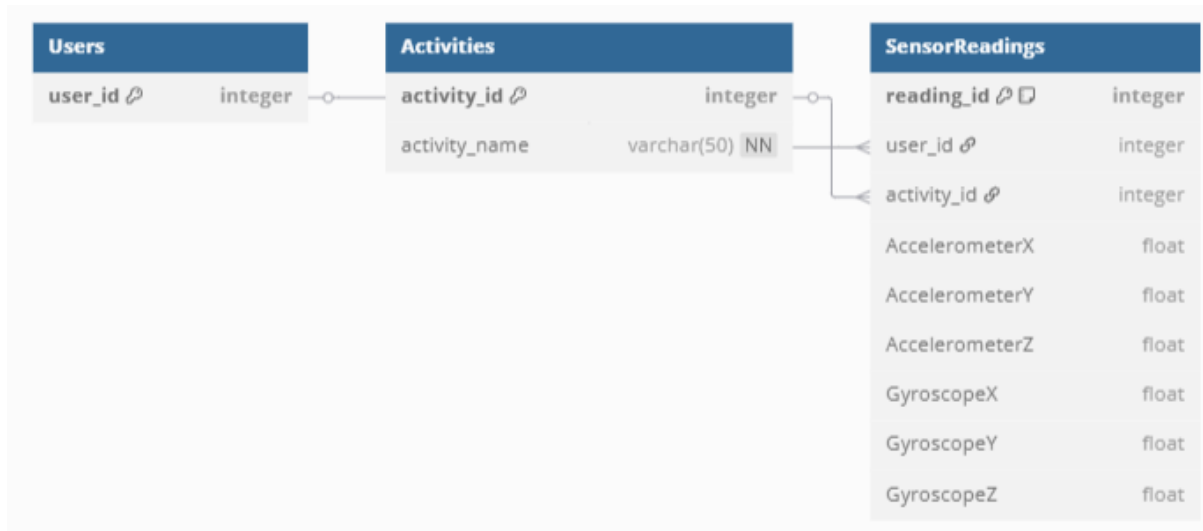 Users
user_id integer
Activities
activity_id integer
activity_name varchar(50) NN
SensorReadings
reading_id integer
user_id integer
activity_id integer
AccelerometerX float
AccelerometerY float
AccelerometerZ float
GyroscopeX float
GyroscopeY float
GyroscopeZ float